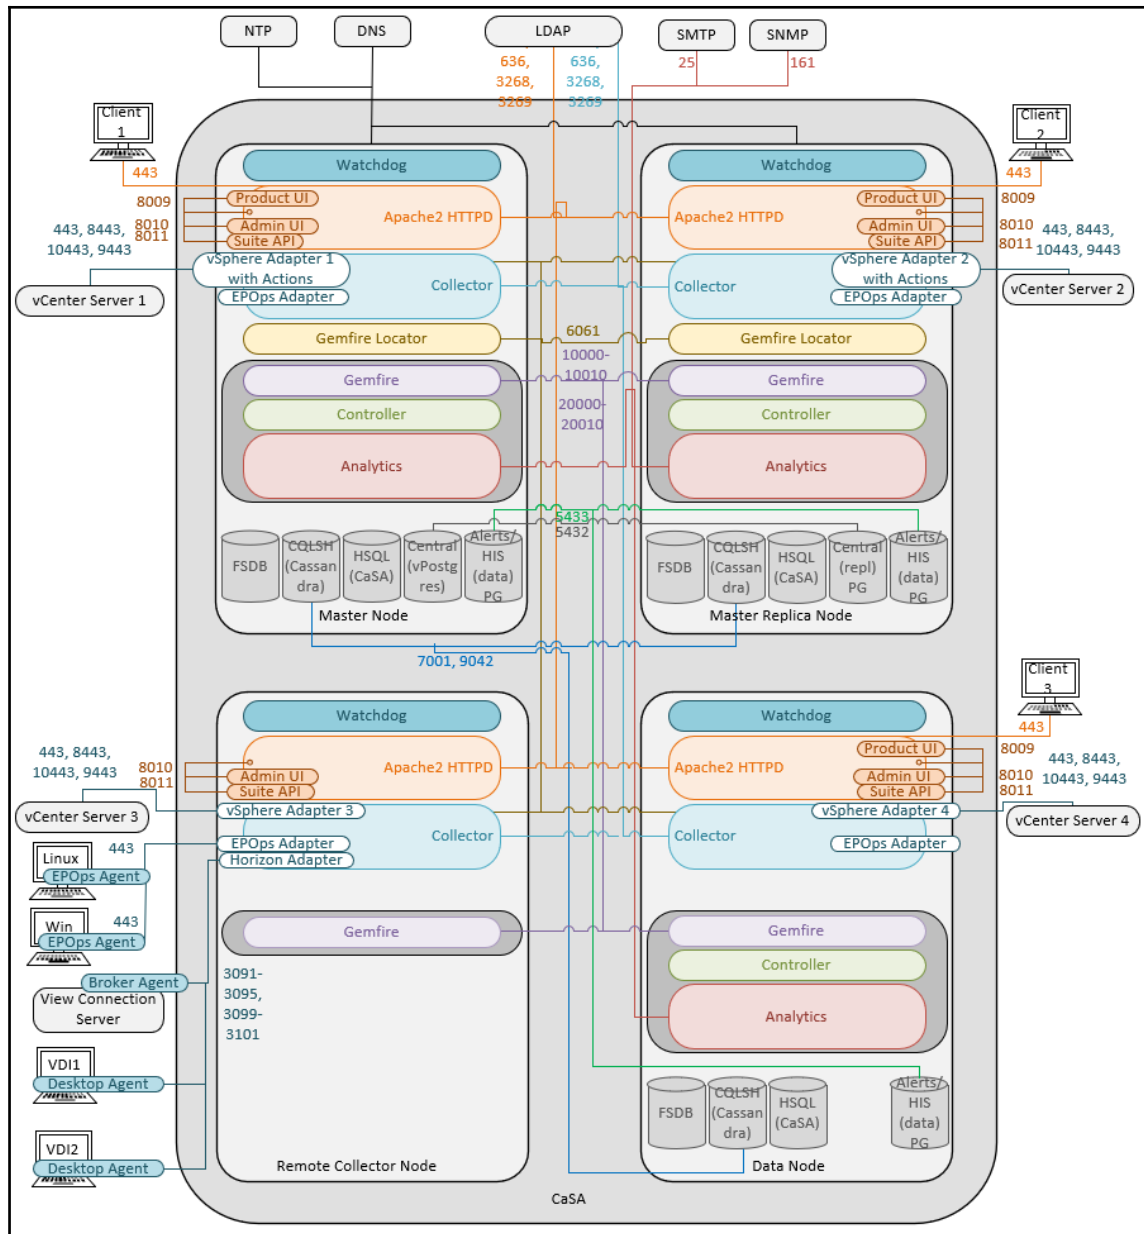 NTP
DNS
LDAP
SMTP
SNMP
636,
3268,
3269
636,
3268,
3269
25
161
Client
1
Client
2
443
443
Watchdog
Watchdog
Product UI
Product UI
8009
8009
Apache2 HTTPD
Apache2 HTTPD
443, 8443,
10443, 9443
8010
8011
Admin UI
Suite API
Admin UI
Suite API
8010
8011
443, 8443,
10443, 9443
vSphere Adapter 1
with Actions
vSphere Adapter 2
with Actions
EPOps Adapter
Collector
Collector
EPOps Adapter
vCenter Server 1
vCenter Server 2
Gemfire Locator
6061
Gemfire Locator
10000-
10010
Gemfire
Gemfire
20000-
20010
Controller
Controller
Analytics
Analytics
5433
5432
FSDB
CQLSH
(Cassan
dra)
HSQL
(CaSA)
Central
(vPostg
res)
Alerts/
HIS
(data)
PG
FSDB
CQLSH
(Cassan
dra)
HSQL
(CaSA)
Central
(repl)
PG
Alerts/
HIS
(data)
PG
Master Node
Master Replica Node
7001, 9042
Client
3
443
Watchdog
Watchdog
443, 8443,
10443, 9443
8010
8011
Apache2 HTTPD
Admin UI
Suite API
Apache2 HTTPD
Product UI
Admin UI
Suite API
8009
8010
8011
443, 8443,
10443, 9443
vCenter Server 3
vSphere Adapter 3
Collector
Collector
vSphere Adapter 4
vCenter Server 4
EPOps Adapter
Horizon Adapter
EPOps Adapter
443
Linux
EPOps Agent
Win
443
EPOps Agent
Gemfire
Gemfire
Controller
Analytics
Broker Agent
View Connection
Server
3091-
3095,
3099-
3101
VDI1
Desktop Agent
VDI2
Desktop Agent
FSDB
CQLSH
(Cassan
dra)
HSQL
(CaSA)
Alerts/
HIS
(data)
PG
Remote Collector Node
Data Node
CaSA